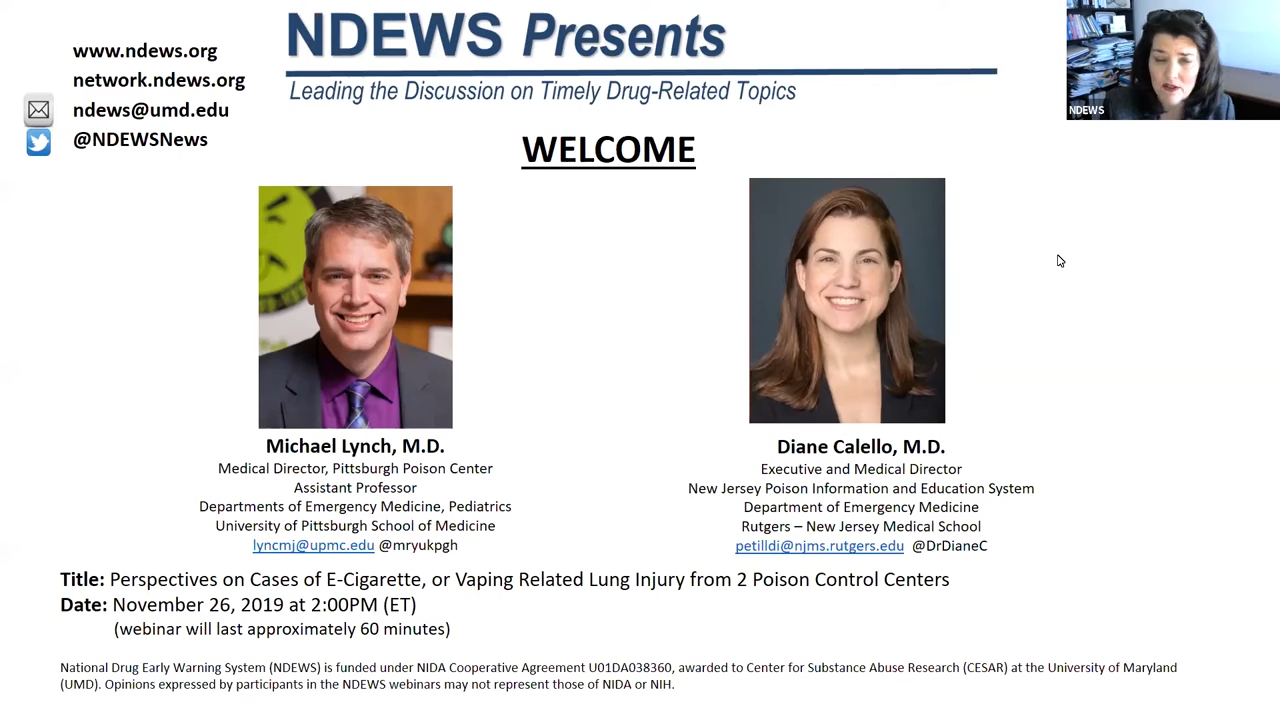 www.ndews.org
network.ndews.org
ndews@umd.edu
@NDEWSNews
NDEWS Presents
Leading the Discussion on Timely Drug-Related Topics
NDEWS
WELCOME
Michael Lynch, M.D.
Medical Director, Pittsburgh Poison Center
Assistant Professor
Departments of Emergency Medicine, Pediatrics
University of Pittsburgh School of Medicine
lyncmj@upmc.edu @mryukpgh
Diane Calello, M.D.
Executive and Medical Director
New Jersey Poison Information and Education System
Department of Emergency Medicine
Rutgers – New Jersey Medical School
petilldi@njms.rutgers.edu @DrDianeC
Title: Perspectives on Cases of E-Cigarette, or Vaping Related Lung Injury from 2 Poison Control Centers
Date: November 26, 2019 at 2:00PM (ET)
(webinar will last approximately 60 minutes)
National Drug Early Warning System (NDEWS) is funded under NIDA Cooperative Agreement U01DA038360, awarded to Center for Substance Abuse Research (CESAR) at the University of Maryland
(UMD). Opinions expressed by participants in the NDEWS webinars may not represent those of NIDA or NIH.